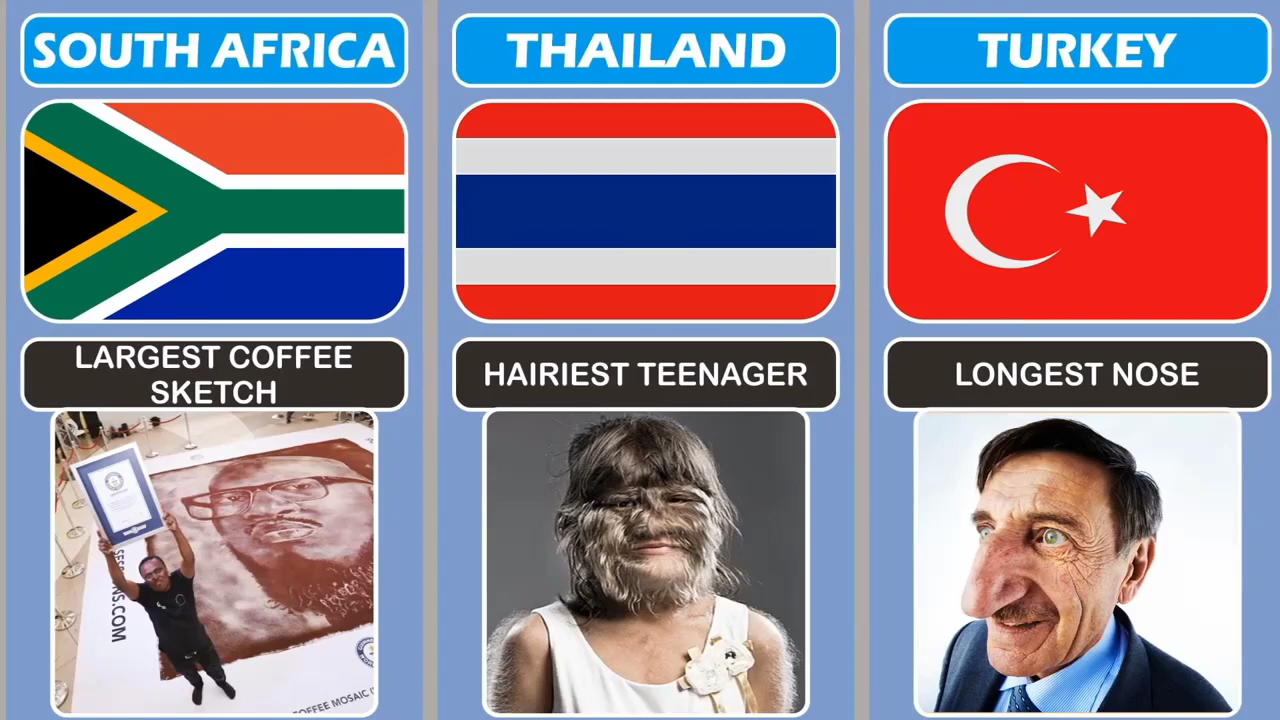 SOUTH AFRICA
THAILAND
TURKEY
LARGEST COFFEE
SKETCH
HAIRIEST TEENAGER
LONGEST NOSE